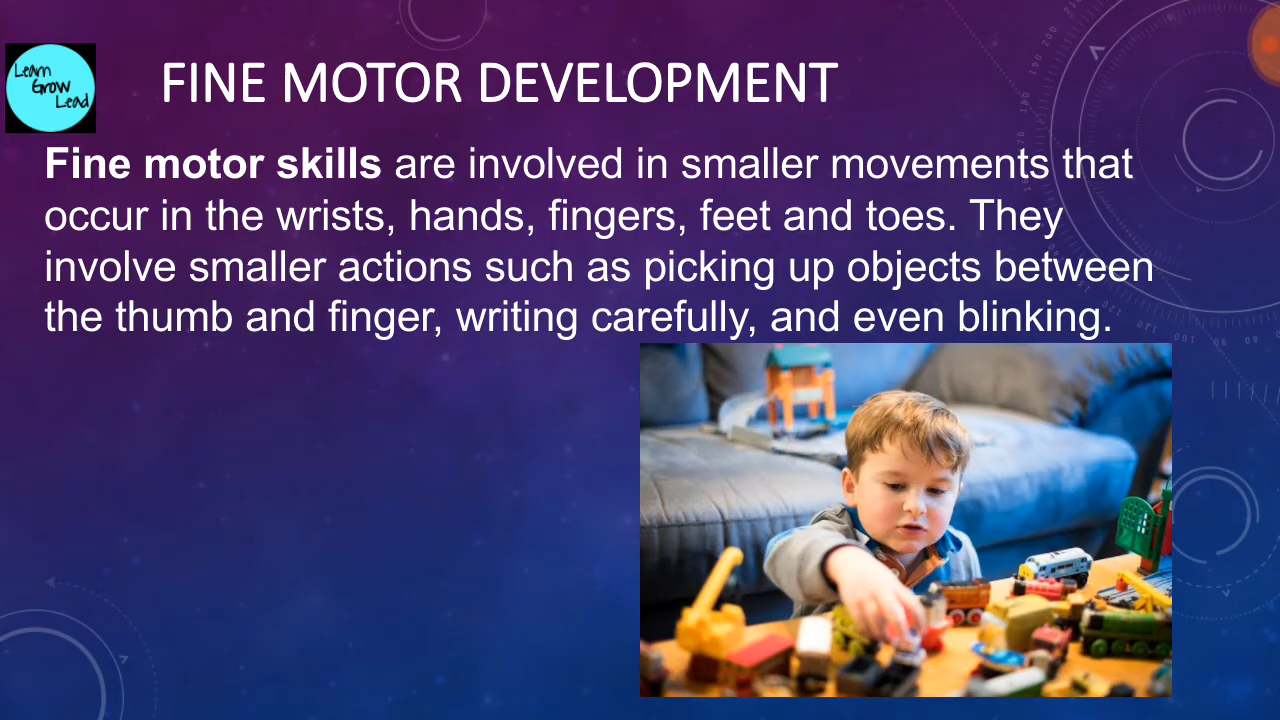 Learn
Grow
Lead
FINE MOTOR DEVELOPMENT
Fine motor skills are involved in smaller movements that
occur in the wrists, hands, fingers, feet and toes. They
involve smaller actions such as picking up objects between
the thumb and finger, writing carefully, and even blinking.